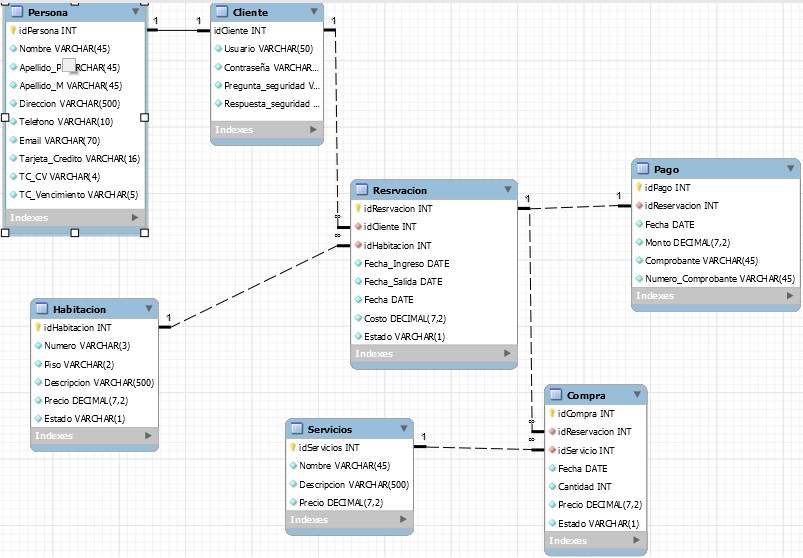 Persona
idPersona INT
Nombre VARCHAR(45)
Apellido_P RCHAR(45)
Apellido_M VARCHAR(45)
Direccion VARCHAR(500)
Telefono VARCHAR(10)
Email VARCHAR(70)
Tarjeta_Credito VARCHAR(16)
TC_CV VARCHAR(4)
TC_Vencimiento VARCHAR(5)
Indexes
1
1
Cliente
idCliente INT
Usuario VARCHAR(50)
Contraseña VARCHAR...
Pregunta_seguridad V...
Respuesta_seguridad ...
Indexes
1
∞
∞
Resrvacion
idResrvacion INT
idCliente INT
idHabitacion INT
Fecha_Ingreso DATE
Fecha_Salida DATE
Fecha DATE
Costo DECIMAL(7,2)
Estado VARCHAR(1)
Indexes
1
1
Pago
idPago INT
idReservacion INT
Fecha DATE
Monto DECIMAL(7,2)
Comprobante VARCHAR(45)
Numero_Comprobante VARCHAR(45)
Indexes
Habitacion
idHabitacion INT
Numero VARCHAR(3)
Piso VARCHAR(2)
Descripcion VARCHAR(500)
Precio DECIMAL(7,2)
Estado VARCHAR(1)
Indexes
1
Servicios
idServicios INT
Nombre VARCHAR(45)
Descripcion VARCHAR(500)
Precio DECIMAL(7,2)
Indexes
1
∞
∞
Compra
idCompra INT
idReservacion INT
idServicio INT
Fecha DATE
Cantidad INT
Precio DECIMAL(7,2)
Estado VARCHAR(1)
Indexes